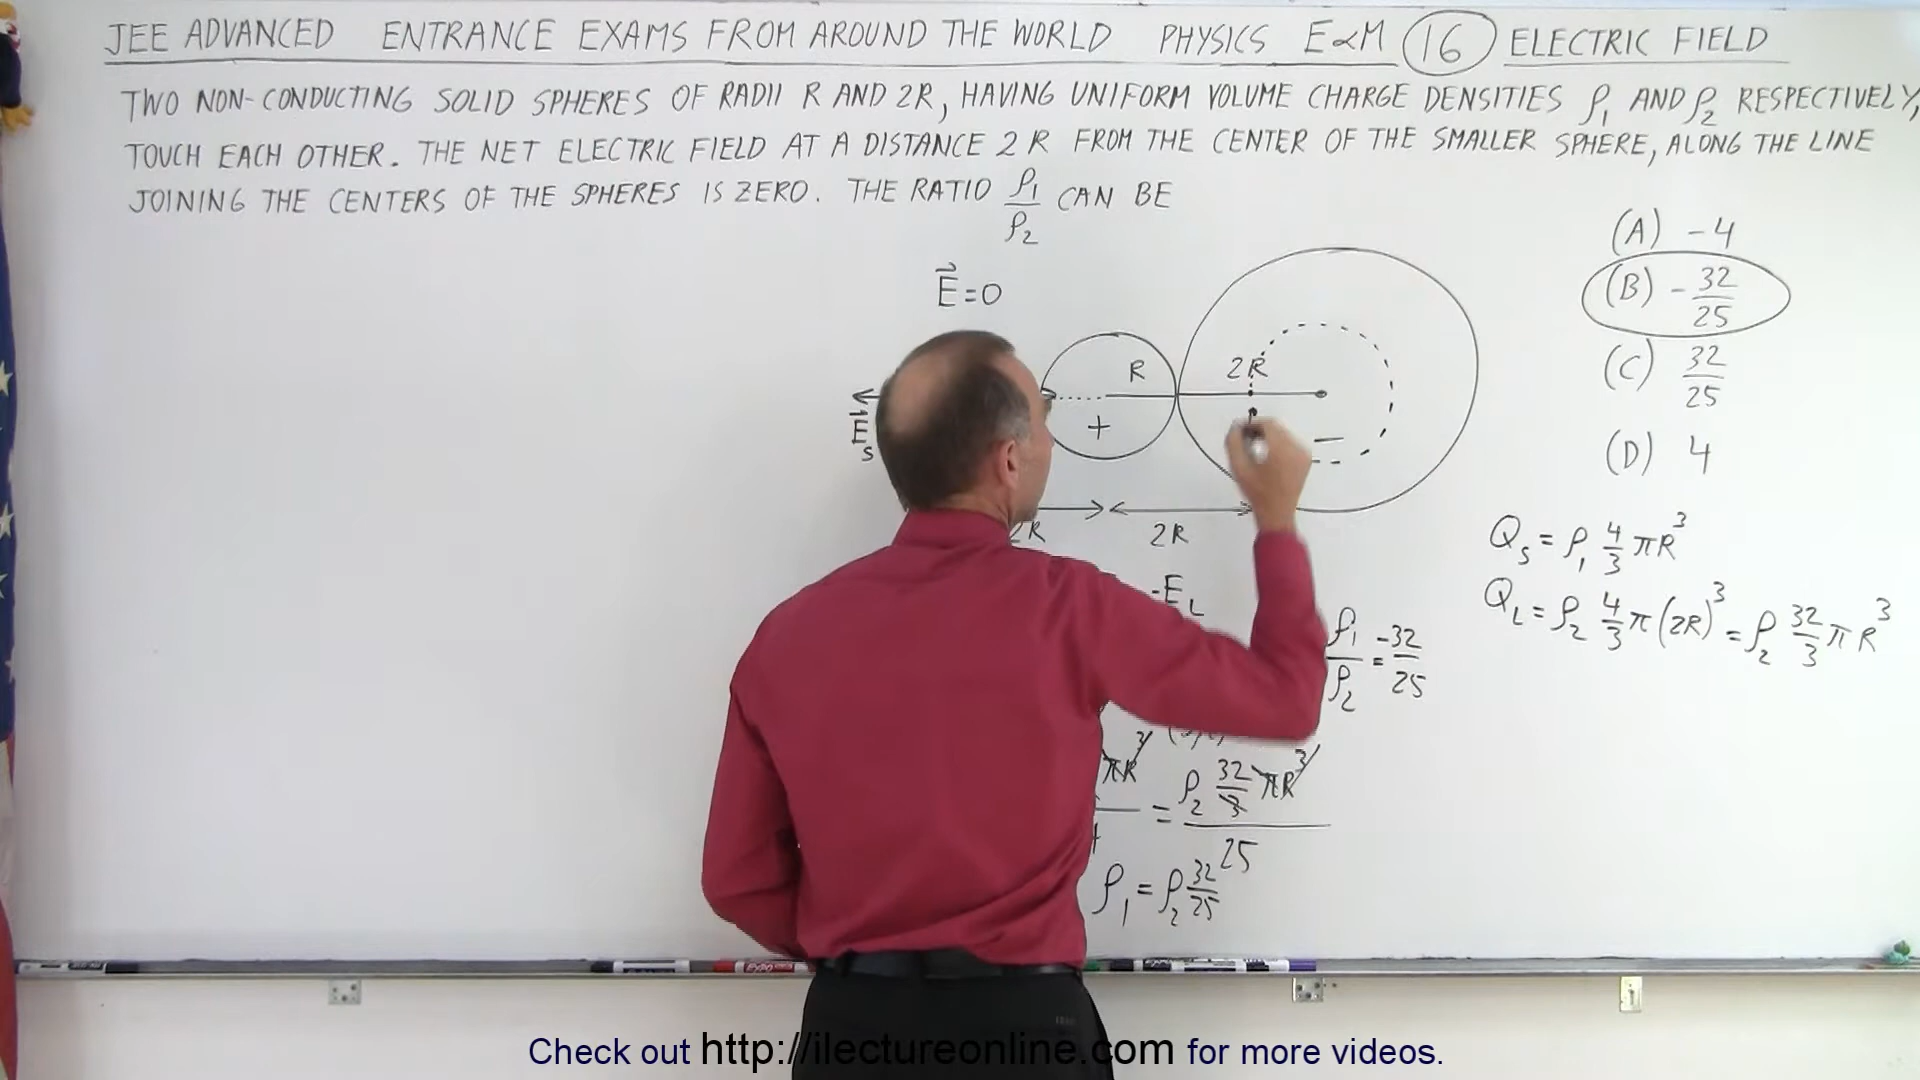 JEE ADVANCED ENTRANCE EXAMS FROM AROUND THE WORLD PHYSICS E&M 16 ELECTRIC FIELD
TWO NON-CONDUCTING SOLID SPHERES OF RADII R AND 2R, HAVING UNIFORM VOLUME CHARGE DENSITIES ρ₁ AND ρ₂ RESPECTIVELY,
TOUCH EACH OTHER. THE NET ELECTRIC FIELD AT A DISTANCE 2R FROM THE CENTER OF THE SMALLER SPHERE, ALONG THE LINE
JOINING THE CENTERS OF THE SPHERES IS ZERO. THE RATIO ρ₁/ρ₂ CAN BE
(A) -4
(B) -32/25
(C) 32/25
(D) 4
E⃗=0
R
2R
+
−
E⃗s
2R
2R
-E_L
Qs = ρ₁ 4/3 πR³
Q_L = ρ₂ 4/3 π(2R)³ = ρ₂ 32/3 πR³
ρ₁/ρ₂ = -32/25
πR³ = ρ₂ 32/3 πR³
25
ρ₁ = ρ₂ 32/25
Check out http://ilectureonline.com for more videos.